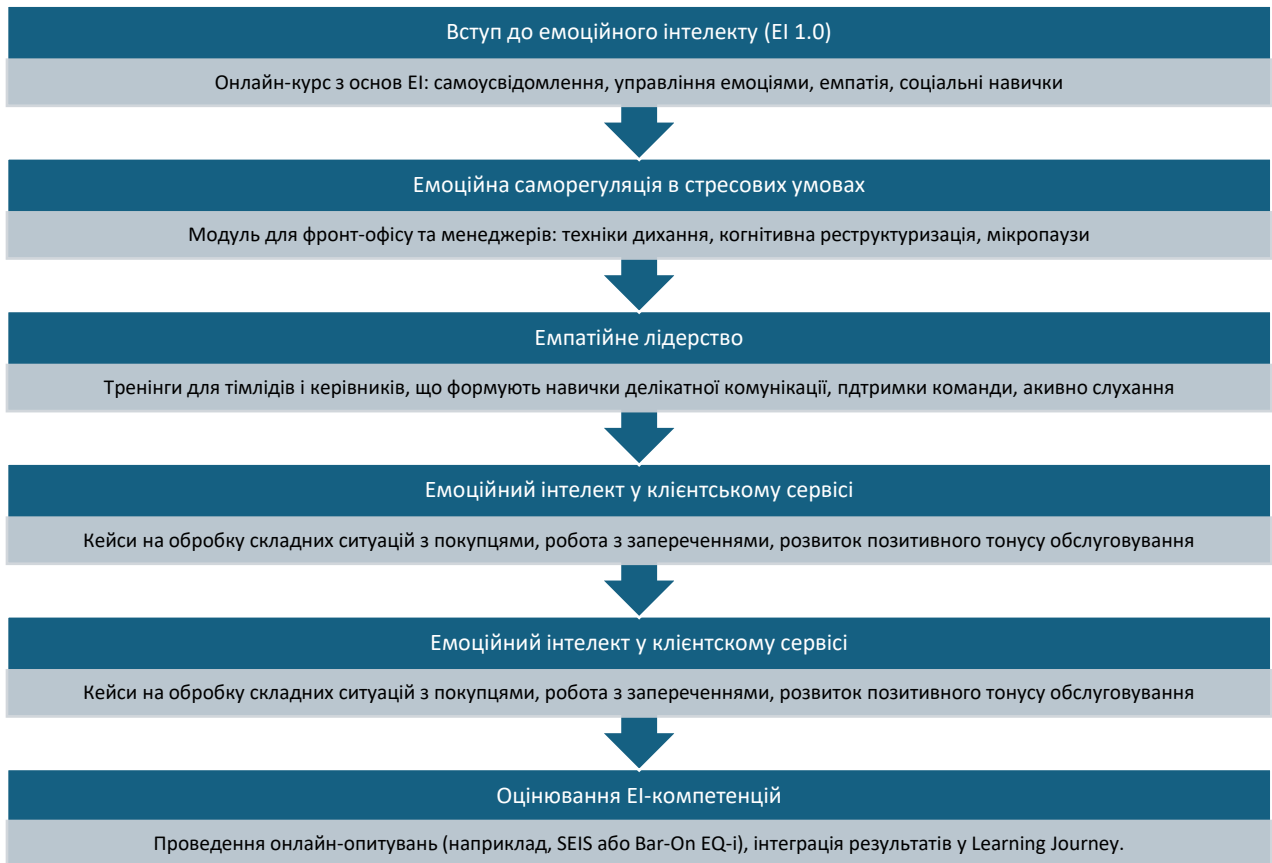 Вступ до емоційного інтелекту (EI 1.0)
Онлайн-курс з основ EI: самоусвідомлення, управління емоціями, емпатія, соціальні навички
Емоційна саморегуляція в стресових умовах
Модуль для фронт-офісу та менеджерів: техніки дихання, когнітивна реструктуризація, мікропаузи
Емпатійне лідерство
Тренінги для тімлідів і керівників, що формують навички делікатної комунікації, пдтримки команди, акивно слухання
Емоційний інтелект у клієнтському сервісі
Кейси на обробку складних ситуацій з покупцями, робота з запереченнями, розвиток позитивного тонусу обслуговування
Емоційний інтелект у клієнтскому сервісі
Кейси на обробку складних ситуацій з покупцями, робота з запереченнями, розвиток позитивного тонусу обслуговування
Оцінювання EI-компетенцій
Проведення онлайн-опитувань (наприклад, SEIS або Bar-On EQ-i), інтеграція результатів у Learning Journey.